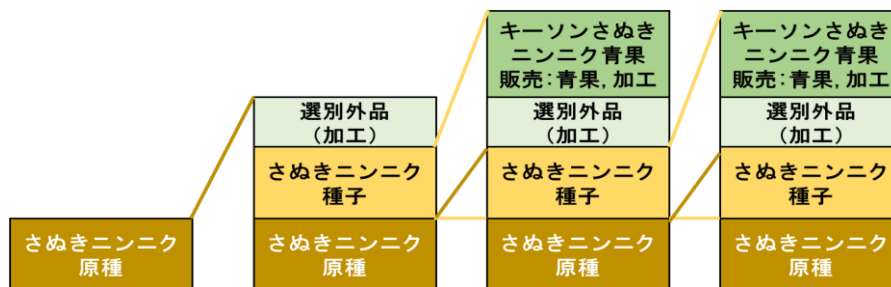 さぬきニンニク
原種
選別外品
（加工）
さぬきニンニク
種子
さぬきニンニク
原種
キーソンさぬき
ニンニク青果
販売：青果，加工
選別外品
（加工）
さぬきニンニク
種子
さぬきニンニク
原種
キーソンさぬき
ニンニク青果
販売：青果，加工
選別外品
（加工）
さぬきニンニク
種子
さぬきニンニク
原種